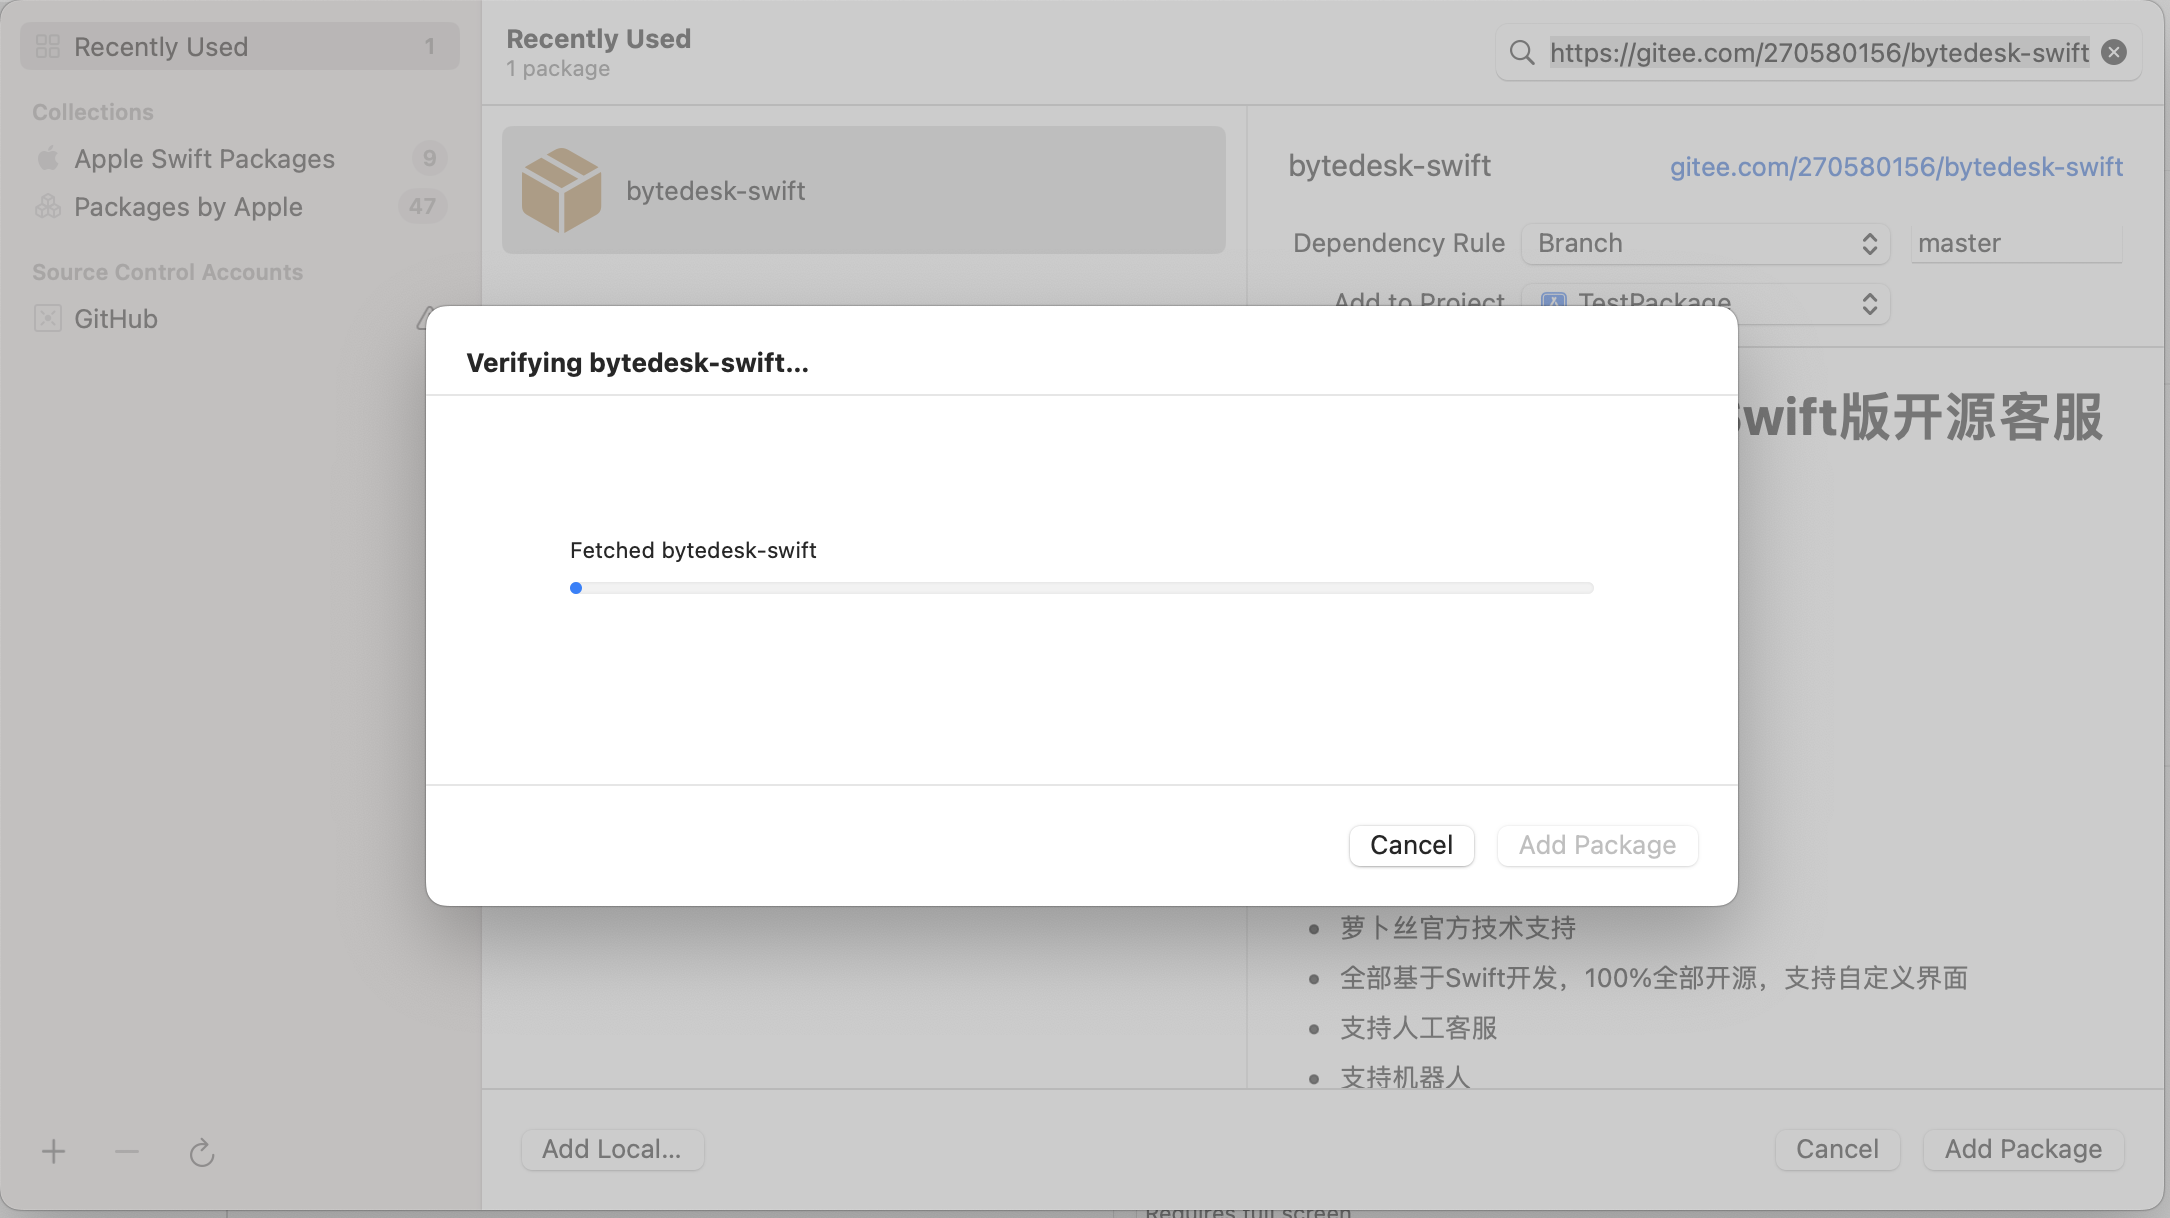 Recently Used 1
Collections
Apple Swift Packages 9
Packages by Apple 47
Source Control Accounts
GitHub
Recently Used
1 package
https://gitee.com/270580156/bytedesk-swift
bytedesk-swift
bytedesk-swift gitee.com/270580156/bytedesk-swift
Dependency Rule Branch master
Add to Project TestPackage
Swift版开源客服
Verifying bytedesk-swift...
Fetched bytedesk-swift
Cancel Add Package
萝卜丝官方技术支持
全部基于Swift开发，100%全部开源，支持自定义界面
支持人工客服
支持机器人
Add Local... Cancel Add Package
Requires full screen